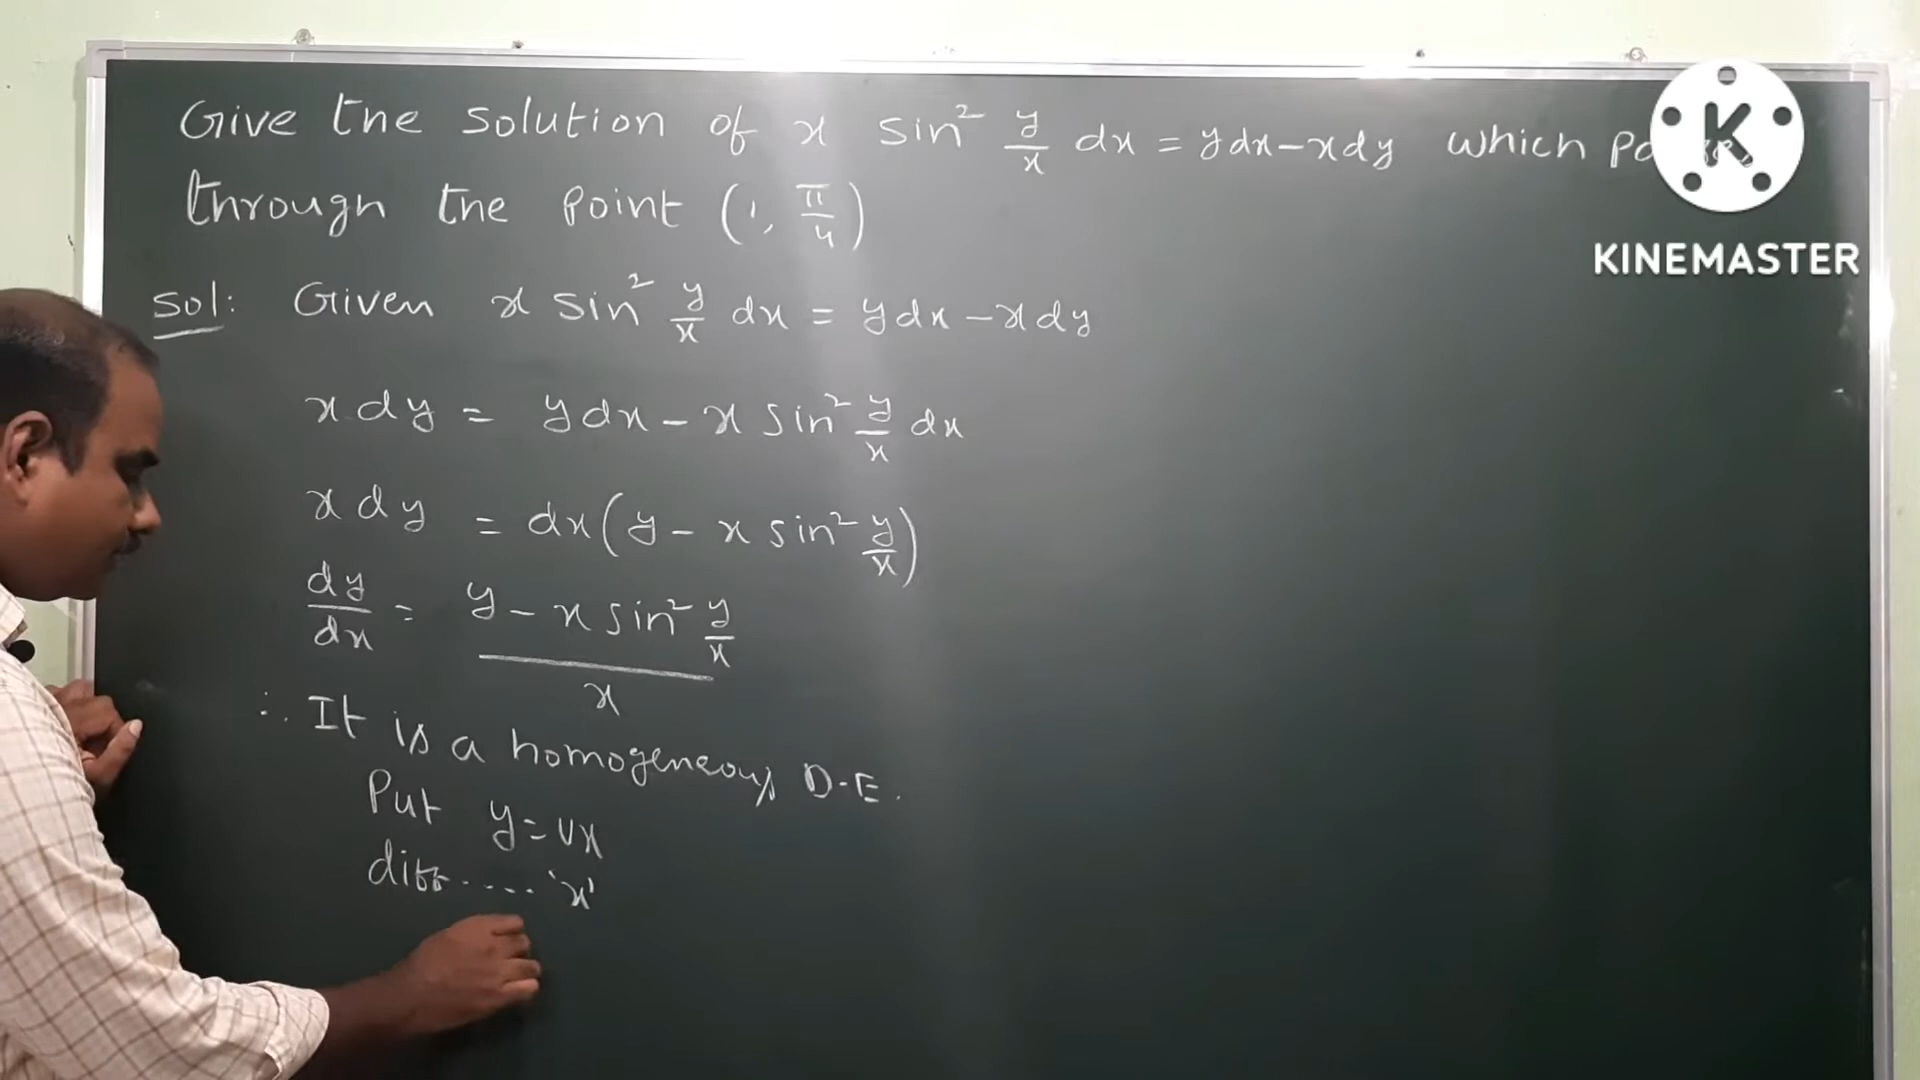 Give the solution of x sin² y/x dx = ydx - xdy which
through the point (1, π/4)
K
KINEMASTER
Sol: Given x sin² y/x dx = ydx - xdy
x dy = ydx - x sin² y/x dx
x dy = dx(y - x sin² y/x)
dy/dx = (y - x sin² y/x)/x
∴ It is a homogeneous D.E.
Put y = vx
diff..... 'x'